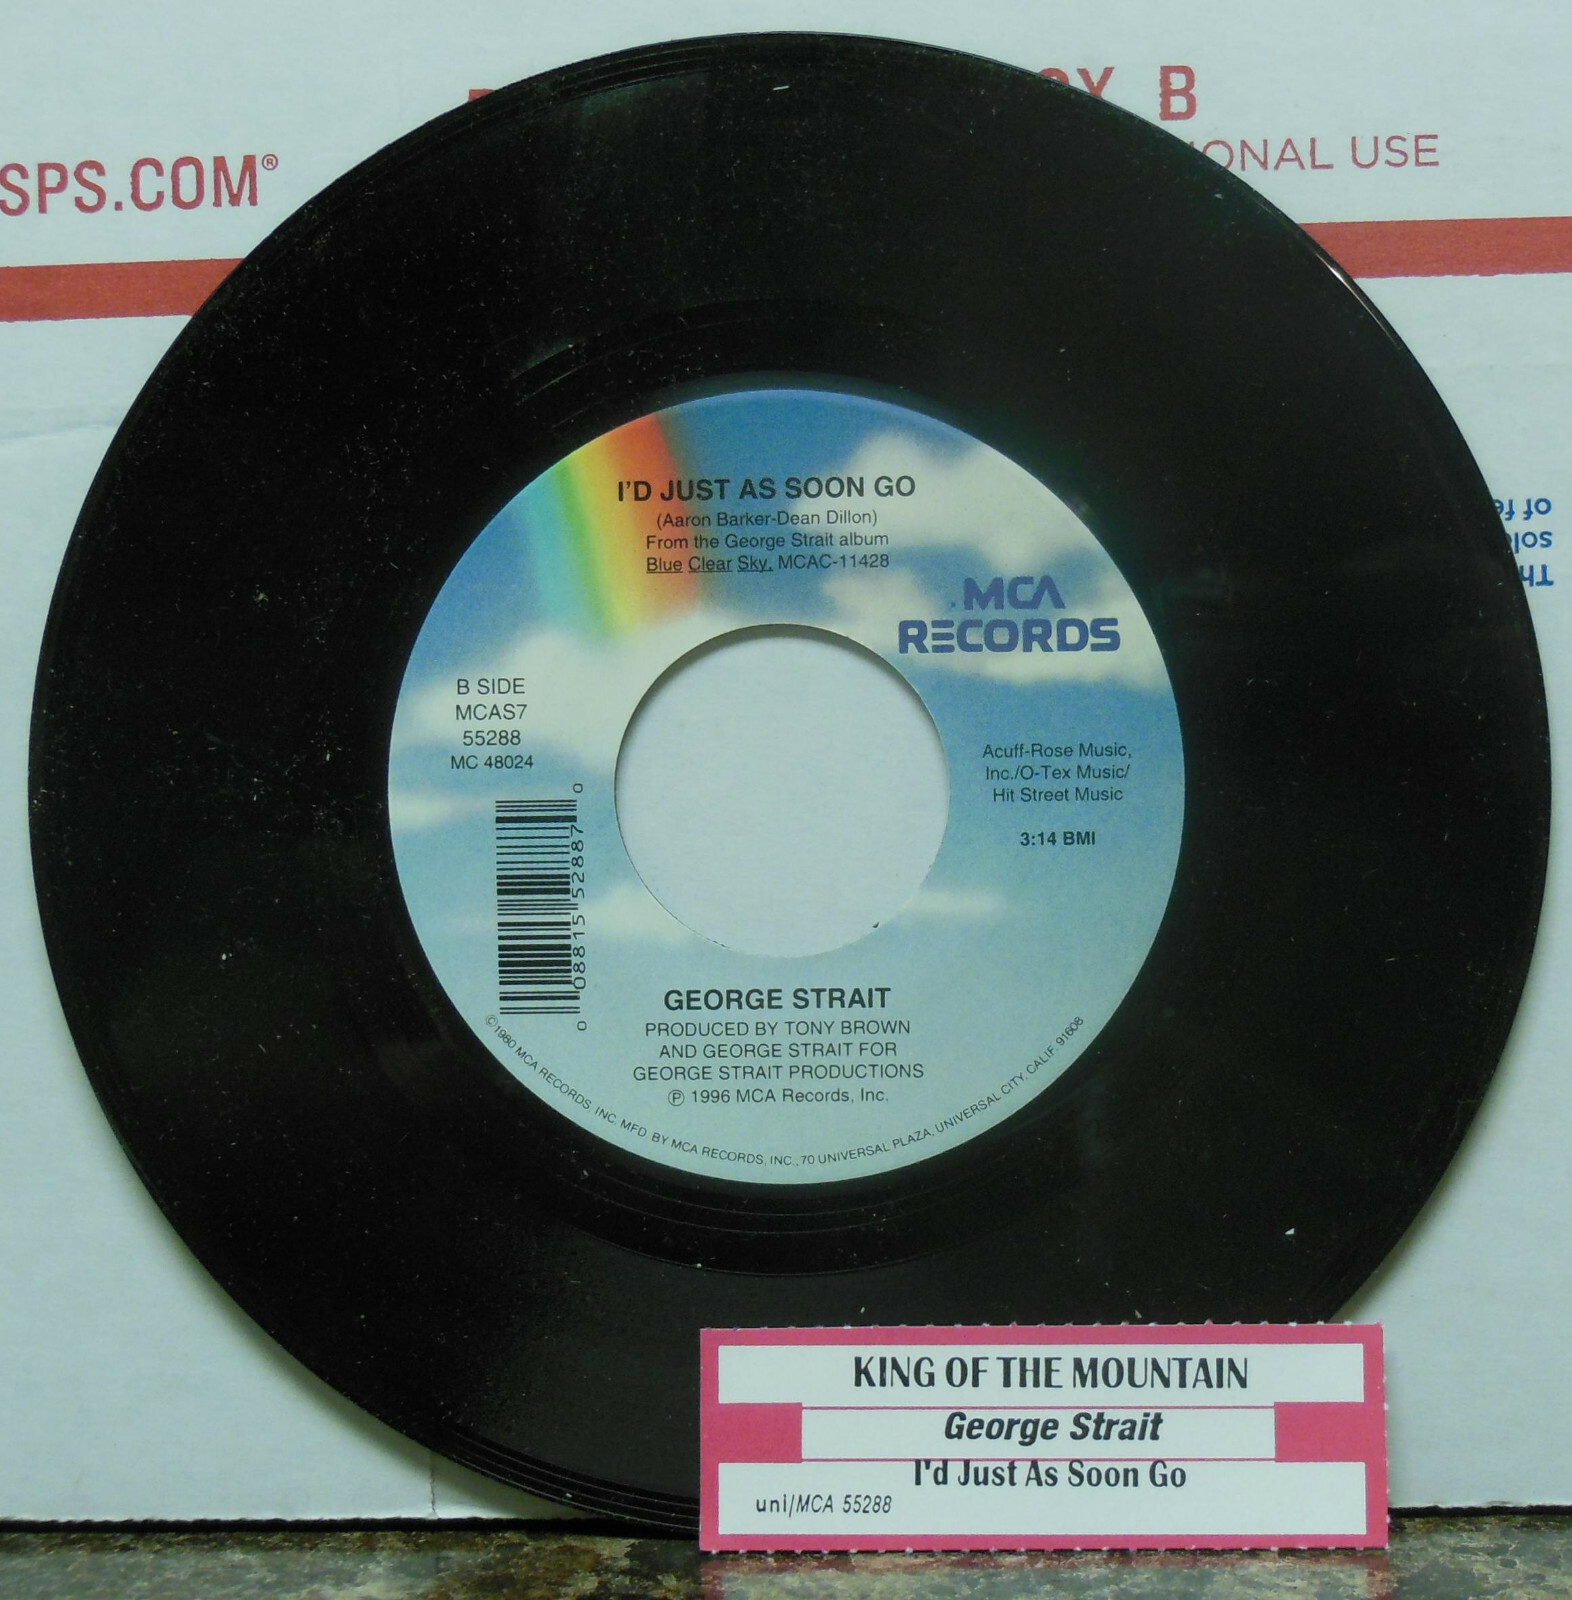 B
SPS.COM®
ONAL USE
I'D JUST AS SOON GO
(Aaron Barker-Dean Dillon)
From the George Strait album
Blue Clear Sky, MCAC-11428
MCA
RECORDS
B SIDE
MCAS7
55288
MC 48024
Acuff-Rose Music,
Inc./O-Tex Music/
Hit Street Music
3:14 BMI
0 08815 52887 0
GEORGE STRAIT
PRODUCED BY TONY BROWN
AND GEORGE STRAIT FOR
GEORGE STRAIT PRODUCTIONS
℗ 1996 MCA Records, Inc.
©1980 MCA RECORDS, INC. MFD BY MCA RECORDS, INC., 70 UNIVERSAL PLAZA, UNIVERSAL CITY, CALIF. 91608
KING OF THE MOUNTAIN
George Strait
I'd Just As Soon Go
uni/MCA 55288